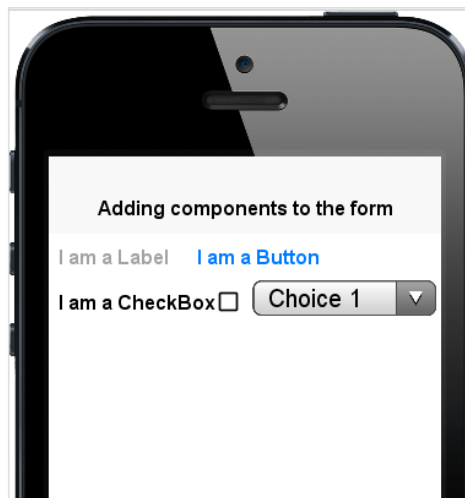 Adding components to the form
I am a Label I am a Button
I am a CheckBox Choice 1